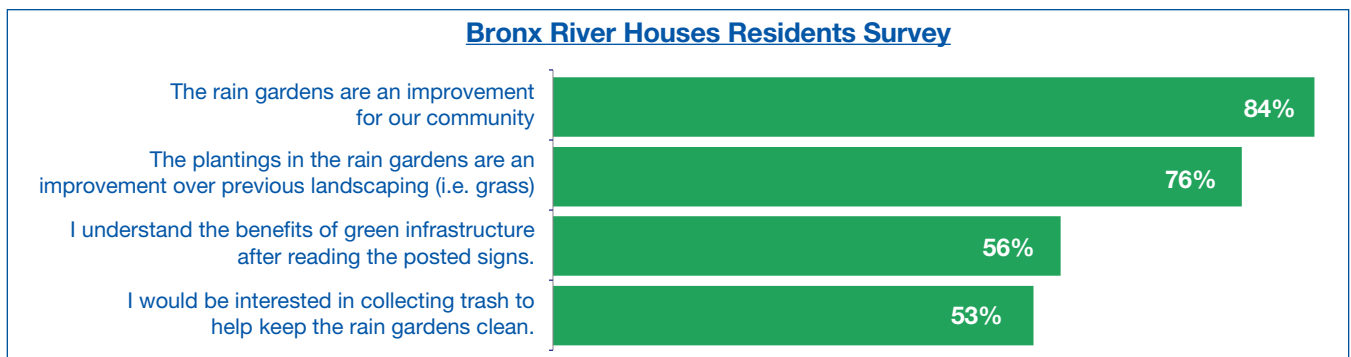 Bronx River Houses Residents Survey
The rain gardens are an improvement
for our community
84%
The plantings in the rain gardens are an
improvement over previous landscaping (i.e. grass)
76%
I understand the benefits of green infrastructure
after reading the posted signs.
56%
I would be interested in collecting trash to
help keep the rain gardens clean.
53%